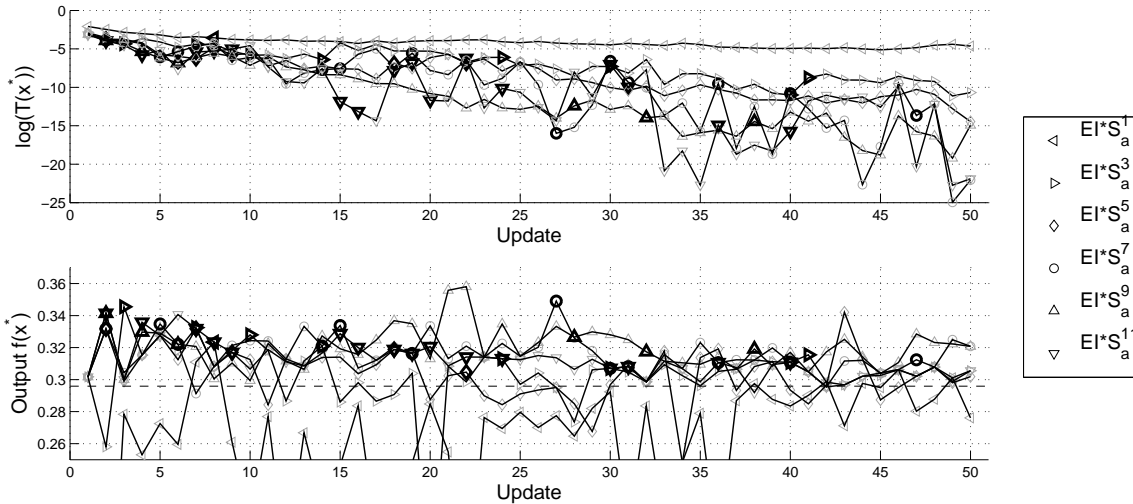 0
−5
−10
−15
−20
−25
log(T(x*))
0 5 10 15 20 25 30 35 40 45 50
Update
0.36
0.34
0.32
0.3
0.28
0.26
Output f(x*)
0 5 10 15 20 25 30 35 40 45 50
Update
EI*S_a^1
EI*S_a^3
EI*S_a^5
EI*S_a^7
EI*S_a^9
EI*S_a^11